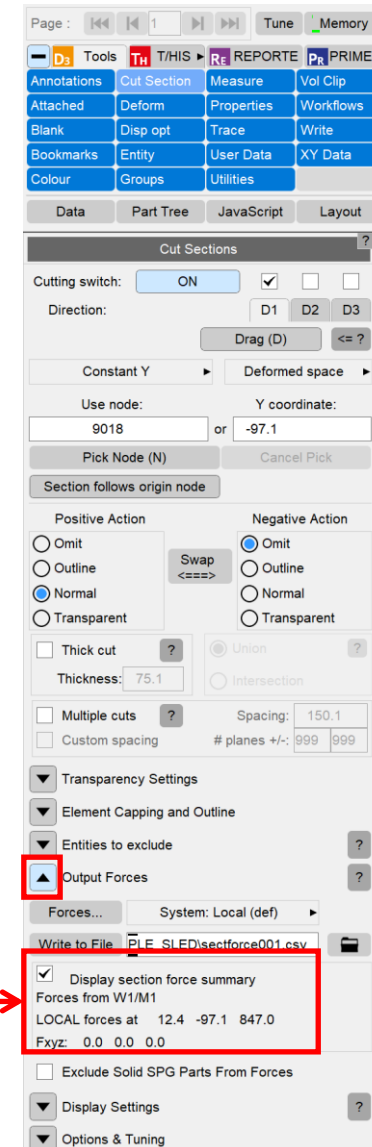 Page : 1 Tune Memory
D3 Tools TH T/HIS RE REPORTE PR PRIME
Annotations Cut Section Measure Vol Clip
Attached Deform Properties Workflows
Blank Disp opt Trace Write
Bookmarks Entity User Data XY Data
Colour Groups Utilities
Data Part Tree JavaScript Layout
Cut Sections ?
Cutting switch: ON
Direction: D1 D2 D3
Drag (D) <= ?
Constant Y Deformed space
Use node: Y coordinate:
9018 or -97.1
Pick Node (N) Cancel Pick
Section follows origin node
Positive Action Negative Action
Omit Swap <===> Omit
Outline Outline
Normal Normal
Transparent Transparent
Thick cut ? Union ?
Thickness: 75.1 Intersection
Multiple cuts ? Spacing: 150.1
Custom spacing # planes +/-: 999 999
Transparency Settings
Element Capping and Outline
Entities to exclude ?
Output Forces ?
Forces... System: Local (def)
Write to File PLE_SLED\sectforce001.csv
Display section force summary
Forces from W1/M1
LOCAL forces at 12.4 -97.1 847.0
Fxyz: 0.0 0.0 0.0
Exclude Solid SPG Parts From Forces
Display Settings ?
Options & Tuning